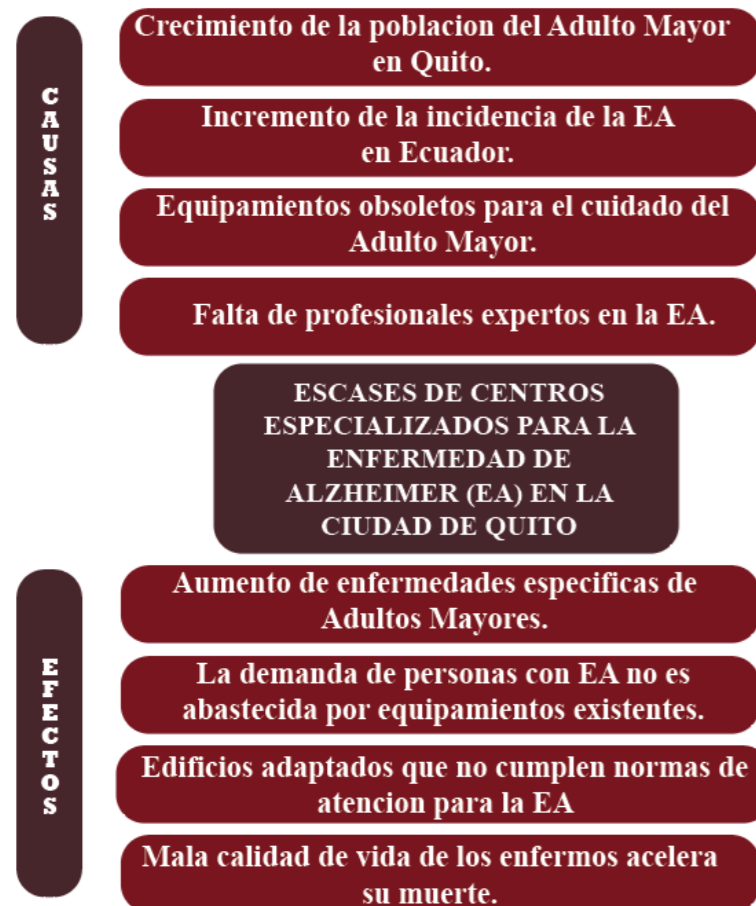 CAUSAS
Crecimiento de la poblacion del Adulto Mayor
en Quito.
Incremento de la incidencia de la EA
en Ecuador.
Equipamientos obsoletos para el cuidado del
Adulto Mayor.
Falta de profesionales expertos en la EA.
ESCASES DE CENTROS
ESPECIALIZADOS PARA LA
ENFERMEDAD DE
ALZHEIMER (EA) EN LA
CIUDAD DE QUITO
EFECTOS
Aumento de enfermedades especificas de
Adultos Mayores.
La demanda de personas con EA no es
abastecida por equipamientos existentes.
Edificios adaptados que no cumplen normas de
atencion para la EA
Mala calidad de vida de los enfermos acelera
su muerte.